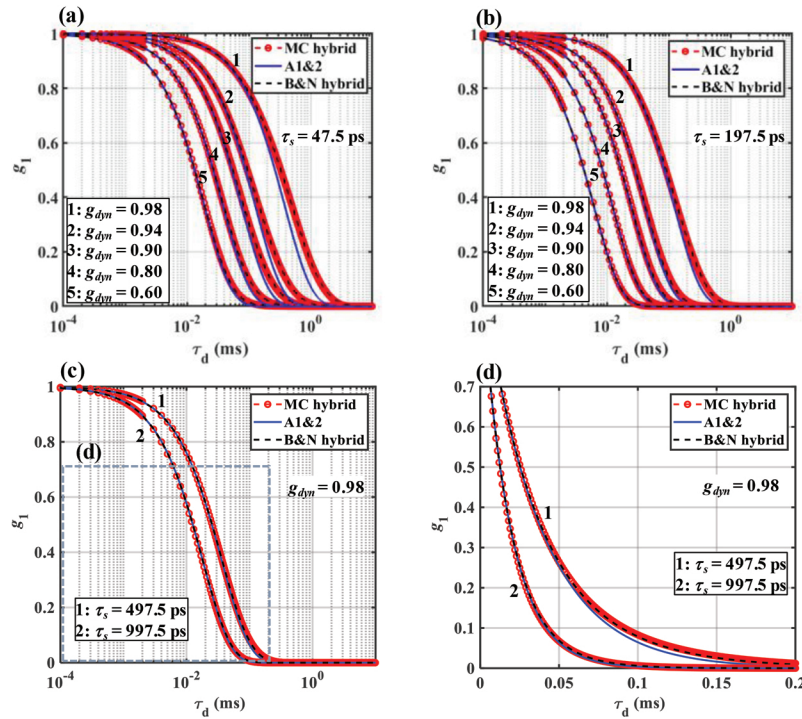 (a)
MC hybrid
A1&2
B&N hybrid
τs = 47.5 ps
1
2
3
4
5
1: gdyn = 0.98
2: gdyn = 0.94
3: gdyn = 0.90
4: gdyn = 0.80
5: gdyn = 0.60
g1
1
0.8
0.6
0.4
0.2
0
10-4
10-2
100
τd (ms)
(b)
MC hybrid
A1&2
B&N hybrid
τs = 197.5 ps
1
2
3
4
5
1: gdyn = 0.98
2: gdyn = 0.94
3: gdyn = 0.90
4: gdyn = 0.80
5: gdyn = 0.60
g1
1
0.8
0.6
0.4
0.2
0
10-4
10-2
100
τd (ms)
(c)
MC hybrid
A1&2
B&N hybrid
1
2
(d)
gdyn = 0.98
1: τs = 497.5 ps
2: τs = 997.5 ps
g1
1
0.8
0.6
0.4
0.2
0
10-4
10-2
100
τd (ms)
(d)
MC hybrid
A1&2
B&N hybrid
gdyn = 0.98
1
2
1: τs = 497.5 ps
2: τs = 997.5 ps
g1
0.7
0.6
0.5
0.4
0.3
0.2
0.1
0
0
0.05
0.1
0.15
0.2
τd (ms)